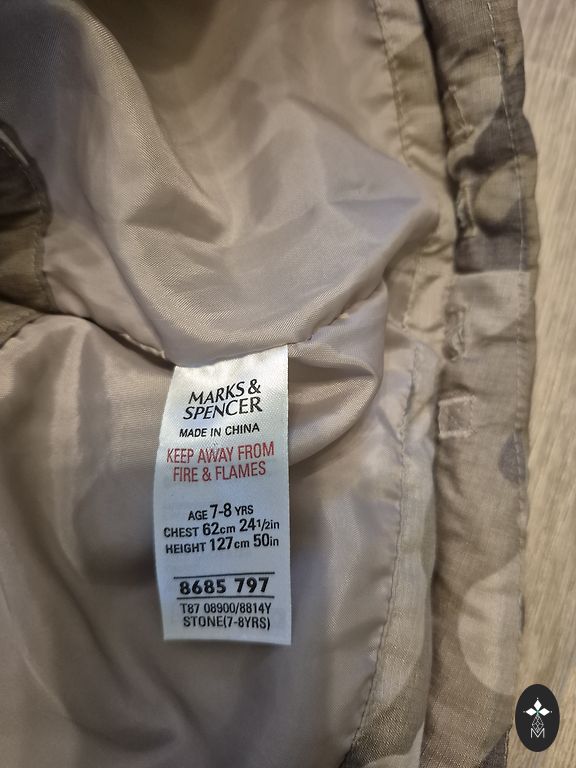 MARKS &
SPENCER
MADE IN CHINA
KEEP AWAY FROM
FIRE & FLAMES
AGE 7-8 YRS
CHEST 62cm 24½in
HEIGHT 127cm 50in
8685 797
T87 08900/8814Y
STONE(7-8YRS)
M